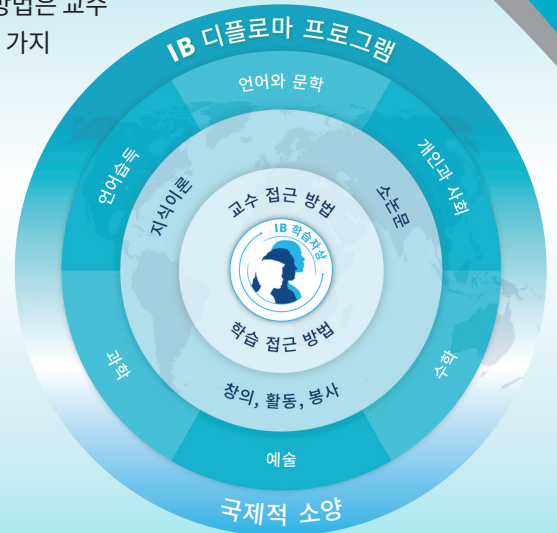 방법은 교수
가지
IB 디플로마 프로그램
언어와 문학
언어습득
개인과 사회
지식이론
소논문
교수 접근 방법
IB 학습자상
학습 접근 방법
과학
수학
창의, 활동, 봉사
예술
국제적 소양